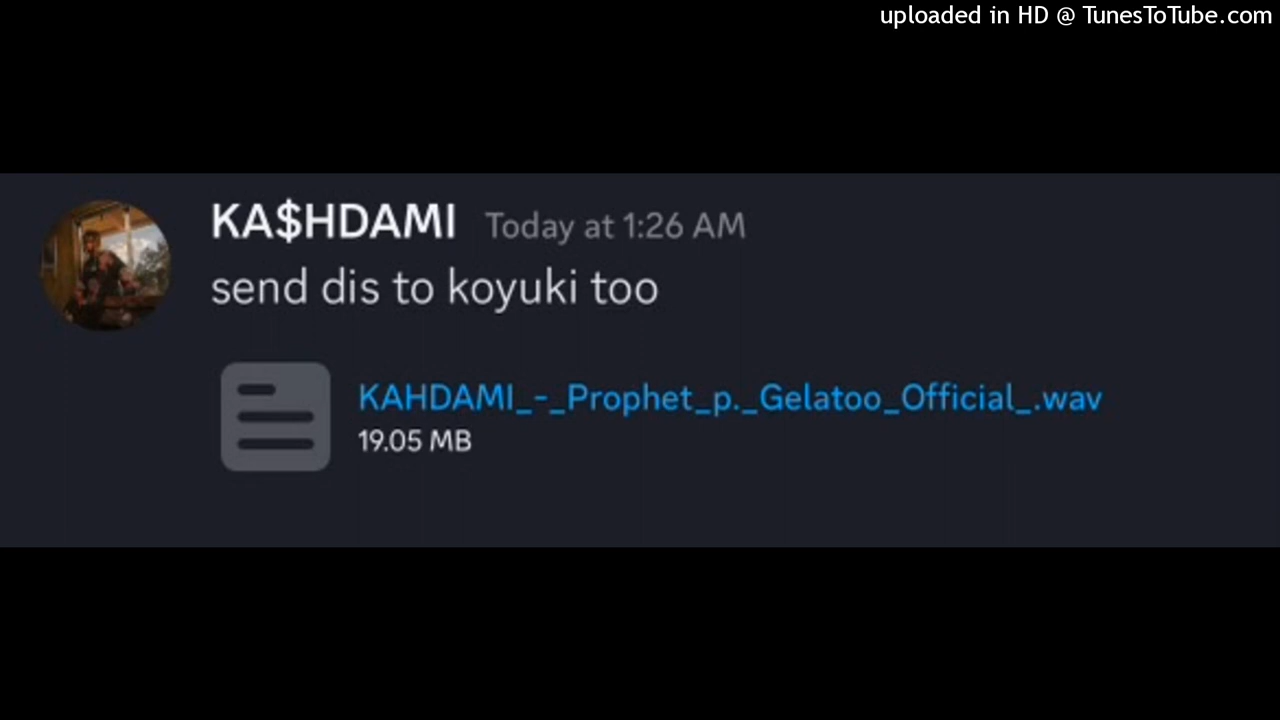 uploaded in HD @ TunesToTube.com
KA$HDAMI Today at 1:26 AM
send dis to koyuki too
KAHDAMI_-_Prophet_p._Gelatoo_Official_.wav
19.05 MB